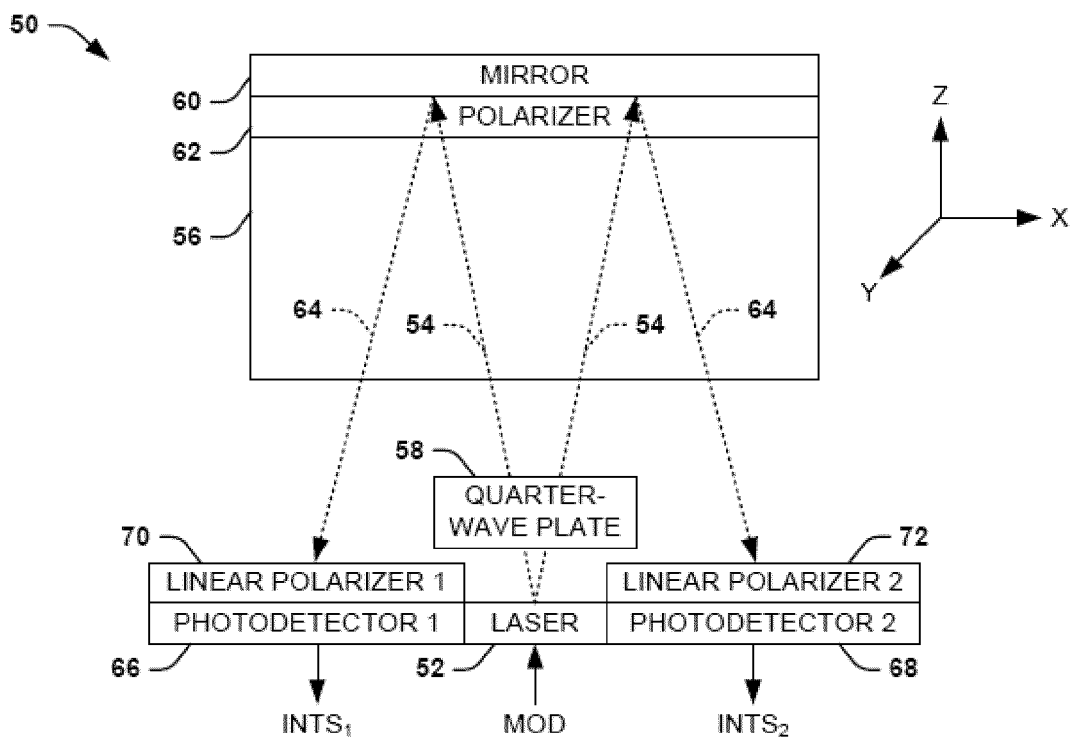 50
MIRROR
60
POLARIZER
62
56
Z
X
Y
64
54
54
64
58
QUARTER-
WAVE PLATE
70
72
LINEAR POLARIZER 1
LINEAR POLARIZER 2
PHOTODETECTOR 1
LASER
PHOTODETECTOR 2
66
52
68
INTS₁
MOD
INTS₂